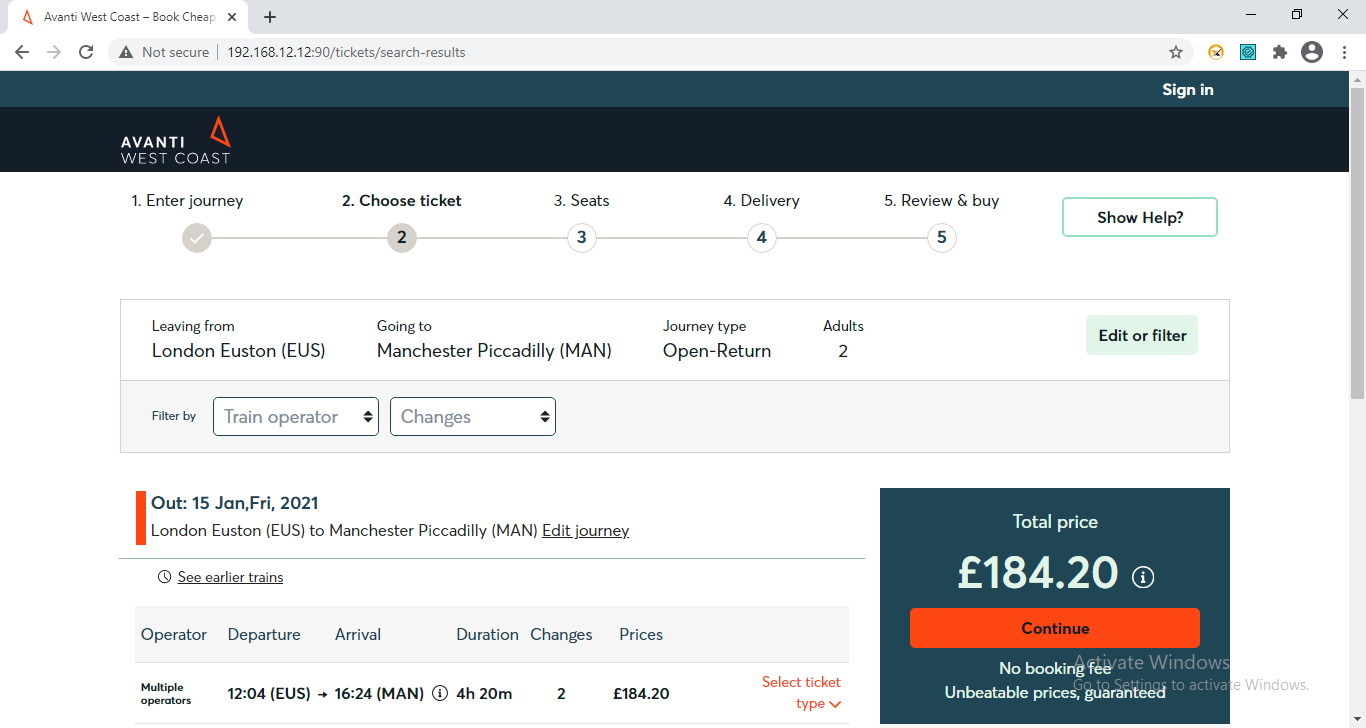 Avanti West Coast – Book Cheap
Not secure
192.168.12.12:90/tickets/search-results
Sign in
AVANTI
WEST COAST
1. Enter journey
2. Choose ticket
3. Seats
4. Delivery
5. Review & buy
2
3
4
5
Show Help?
Leaving from
London Euston (EUS)
Going to
Manchester Piccadilly (MAN)
Journey type
Open-Return
Adults
2
Edit or filter
Filter by
Train operator
Changes
Out: 15 Jan,Fri, 2021
London Euston (EUS) to Manchester Piccadilly (MAN) Edit journey
See earlier trains
Operator Departure Arrival Duration Changes Prices
Multiple
operators
12:04 (EUS) → 16:24 (MAN) 4h 20m 2 £184.20
Select ticket
type
Total price
£184.20
Continue
No booking fee
Unbeatable prices, guaranteed
Activate Windows
Go to Settings to activate Windows.